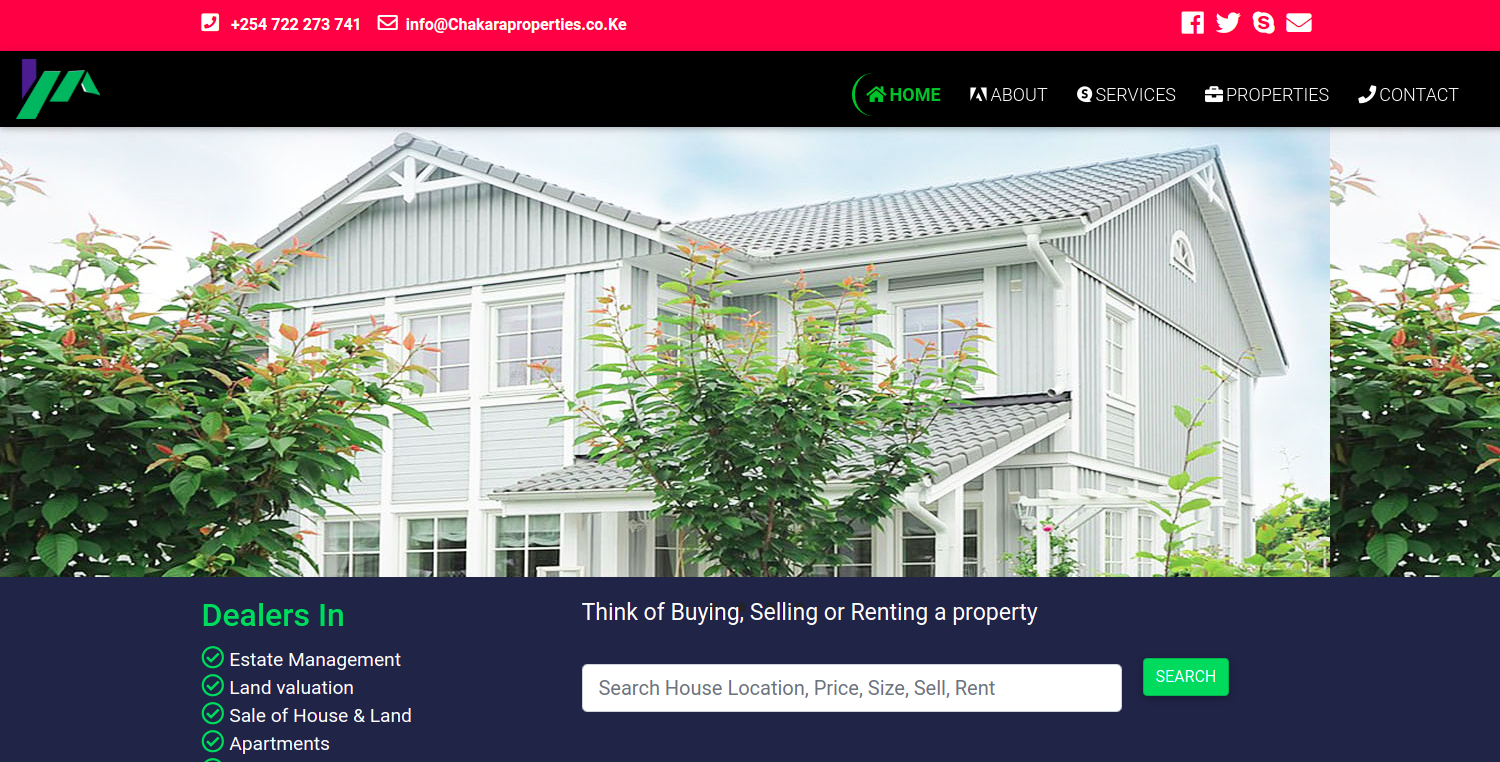 +254 722 273 741 info@Chakaraproperties.co.Ke
HOME ABOUT SERVICES PROPERTIES CONTACT
Dealers In
Estate Management
Land valuation
Sale of House & Land
Apartments
Think of Buying, Selling or Renting a property
Search House Location, Price, Size, Sell, Rent
SEARCH